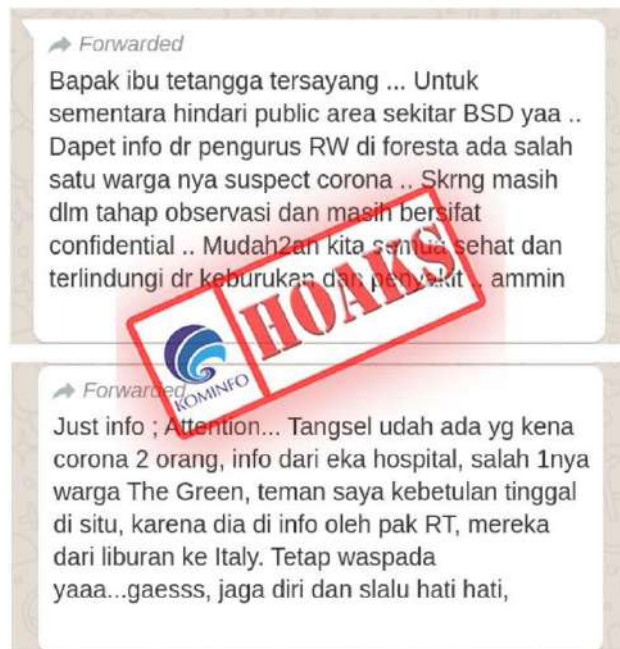 Forwarded
Bapak ibu tetangga tersayang ... Untuk
sementara hindari public area sekitar BSD yaa ..
Dapet info dr pengurus RW di foresta ada salah
satu warga nya suspect corona .. Skrng masih
dlm tahap observasi dan masih bersifat
confidential .. Mudah2an kita semua sehat dan
terlindungi dr keburukan dan penyakit .. ammin
HOAKS
KOMINFO
Forwarded
Just info ; Attention... Tangsel udah ada yg kena
corona 2 orang, info dari eka hospital, salah 1nya
warga The Green, teman saya kebetulan tinggal
di situ, karena dia di info oleh pak RT, mereka
dari liburan ke Italy. Tetap waspada
yaaa...gaesss, jaga diri dan slalu hati hati,